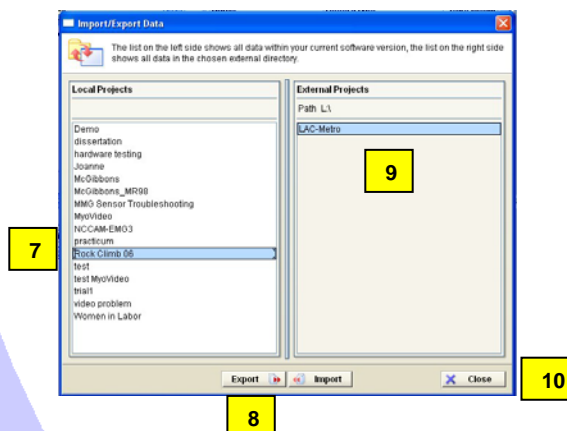 Import/Export Data
The list on the left side shows all data within your current software version, the list on the right side
shows all data in the chosen external directory.
Local Projects
Demo
dissertation
hardware testing
Joanne
McGibbons
McGibbons_MR98
MMG Sensor Troubleshooting
MyoVideo
NCCAM-EMG3
practicum
Rock Climb 06
test
test MyoVideo
trial1
video problem
Women in Labor
External Projects
Path L:\
LAC-Metro
7
9
Export
Import
Close
8
10